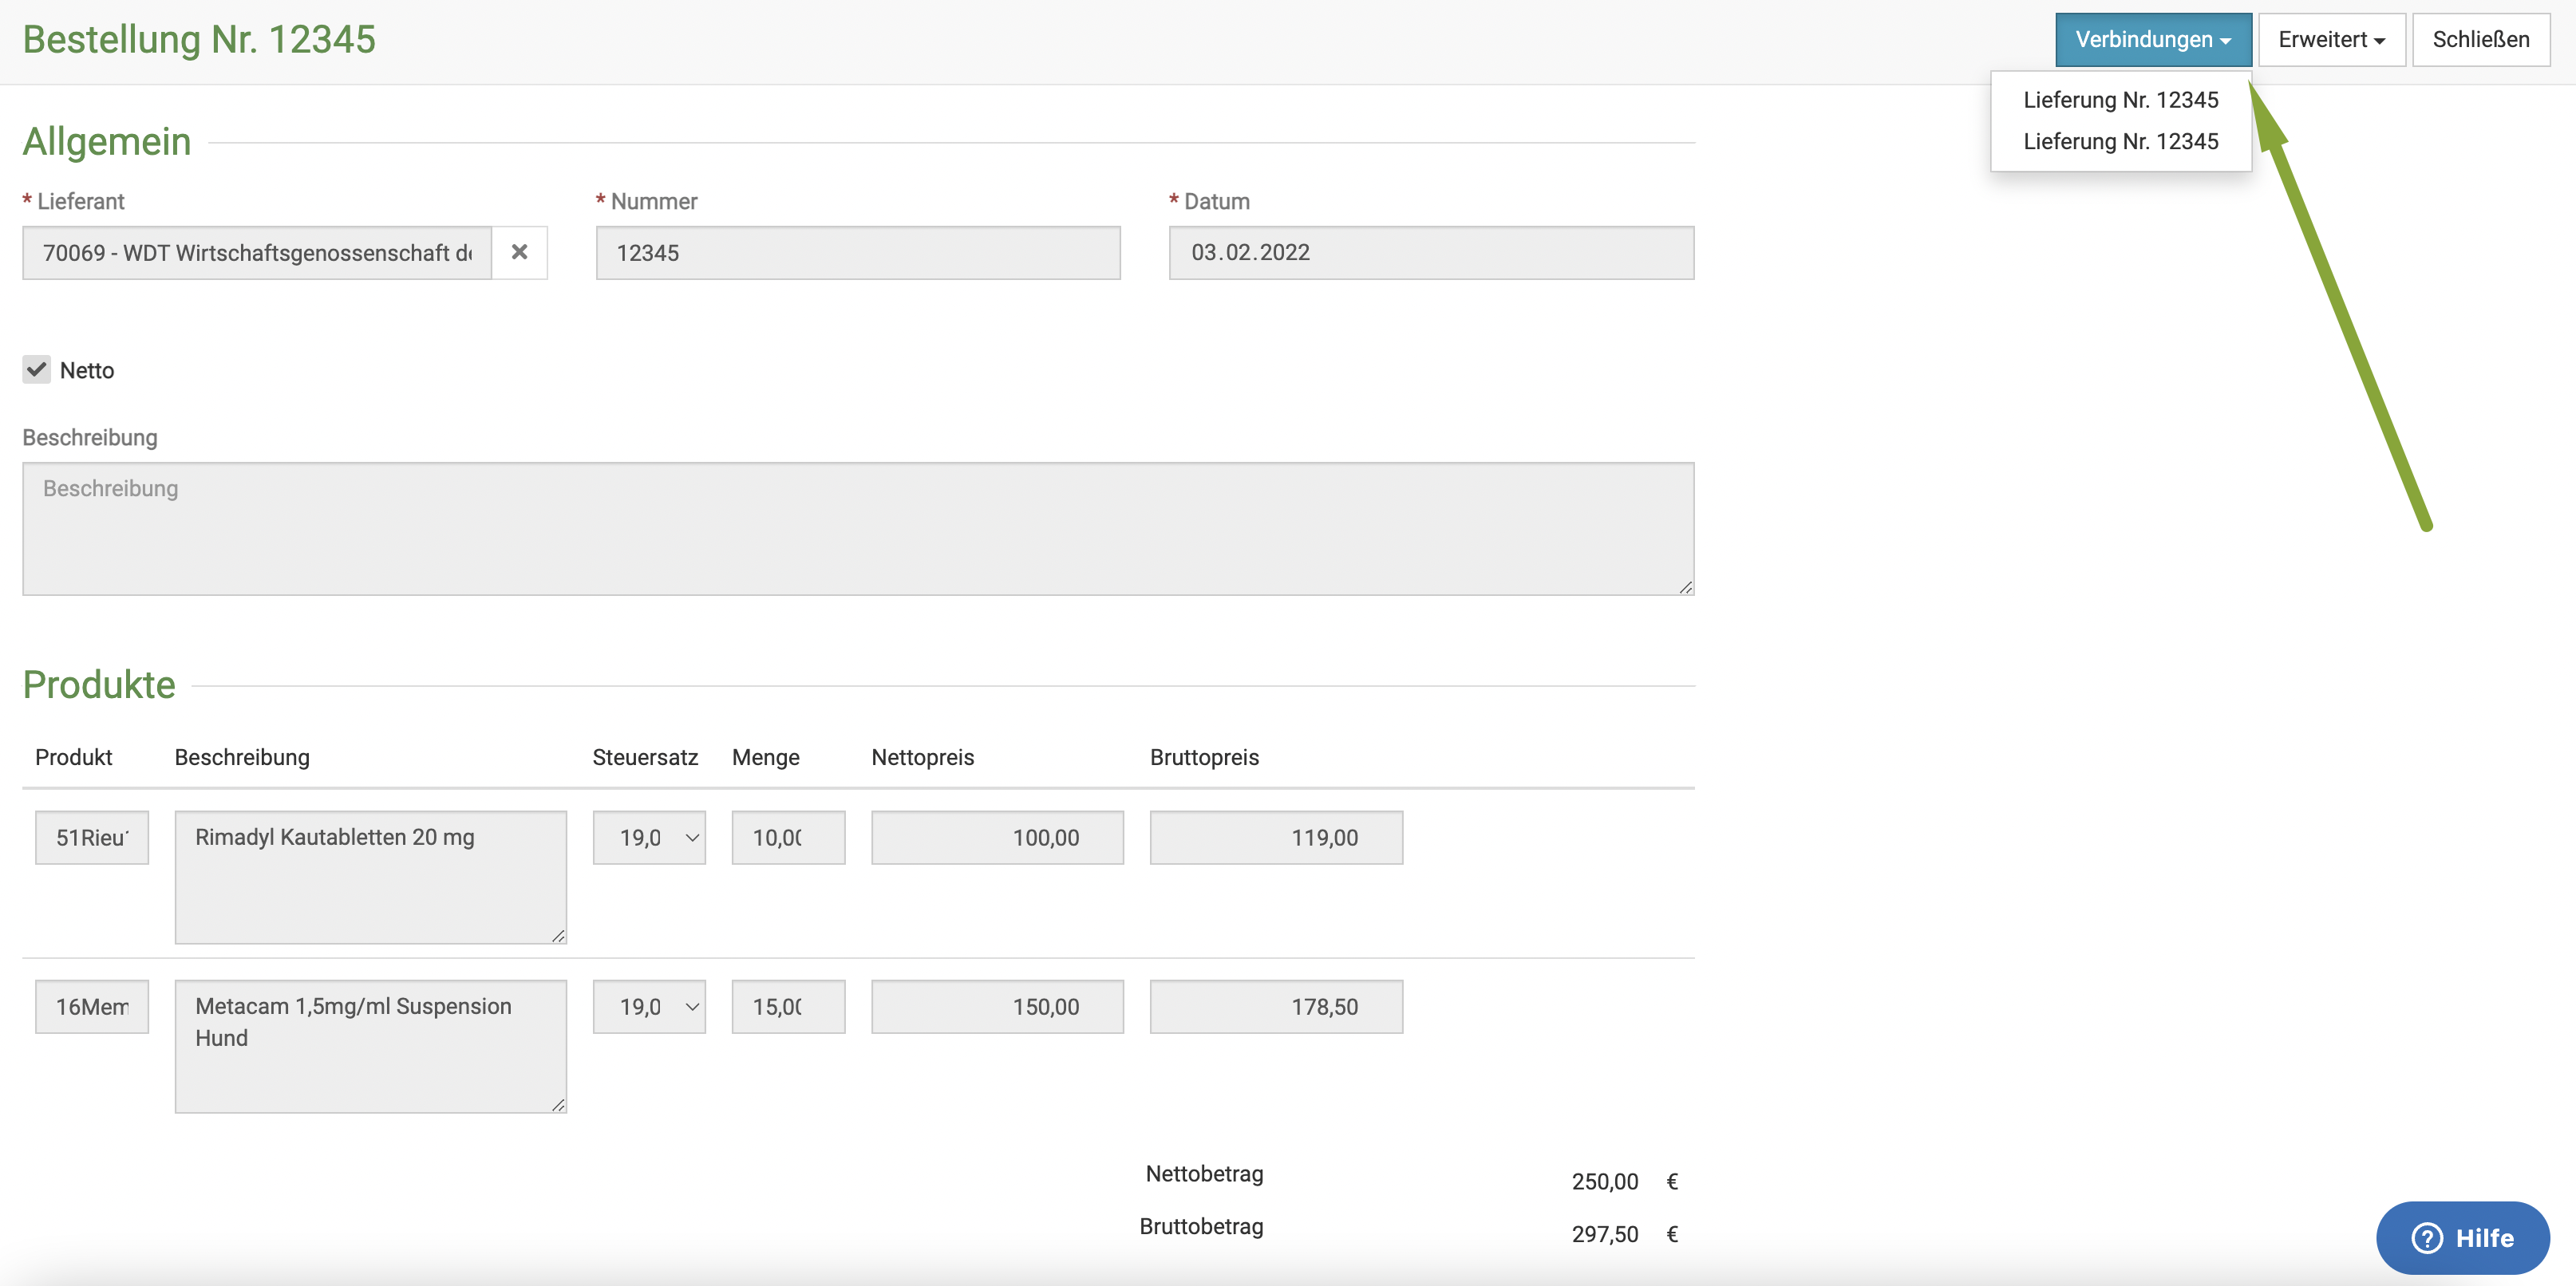 Bestellung Nr. 12345
Verbindungen
Erweitert
Schließen
Lieferung Nr. 12345
Lieferung Nr. 12345
Allgemein
* Lieferant
* Nummer
* Datum
70069 - WDT Wirtschaftsgenossenschaft
12345
03.02.2022
Netto
Beschreibung
Beschreibung
Produkte
Produkt Beschreibung Steuersatz Menge Nettopreis Bruttopreis
51Rieu Rimadyl Kautabletten 20 mg 19,0 10,0 100,00 119,00
16Mem Metacam 1,5mg/ml Suspension 19,0 15,0 150,00 178,50
Hund
Nettobetrag 250,00 €
Bruttobetrag 297,50 €
? Hilfe